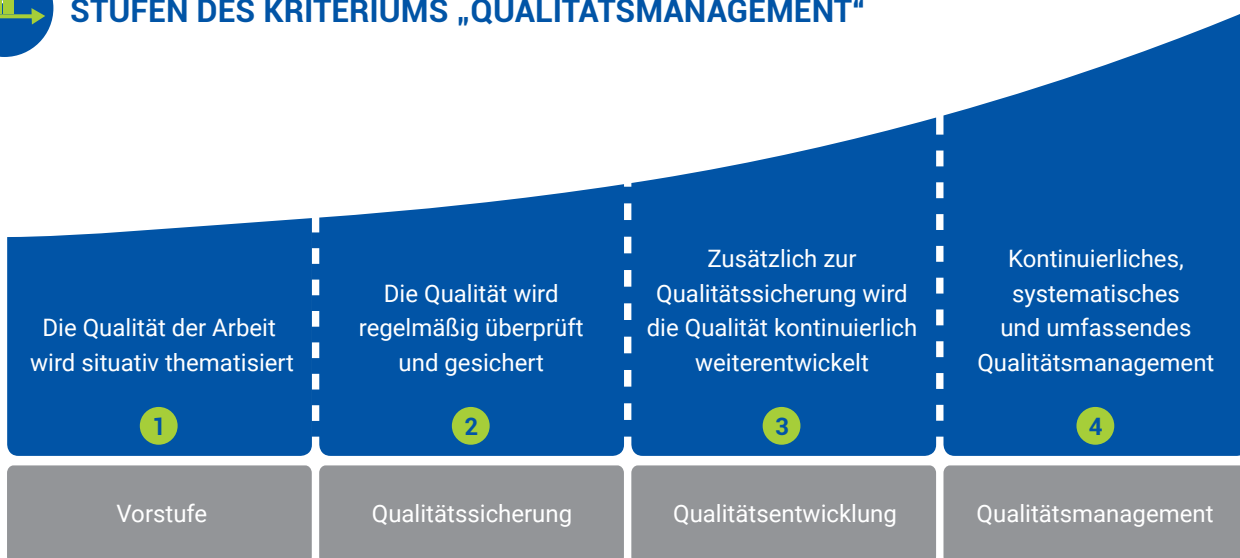 STUFEN DES KRITERIUMS „QUALITÄTSMANAGEMENT“
Die Qualität der Arbeit
wird situativ thematisiert
1
Vorstufe
Die Qualität wird
regelmäßig überprüft
und gesichert
2
Qualitätssicherung
Zusätzlich zur
Qualitätssicherung wird
die Qualität kontinuierlich
weiterentwickelt
3
Qualitätsentwicklung
Kontinuierliches,
systematisches
und umfassendes
Qualitätsmanagement
4
Qualitätsmanagement